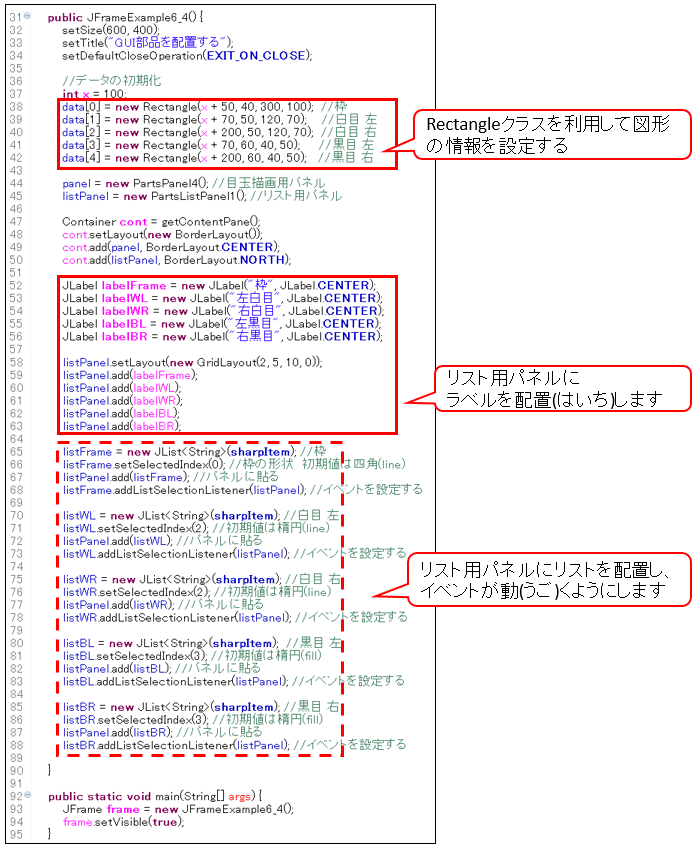 31 public JFrameExample6_4() {
32 setSize(600, 400);
33 setTitle("GUI部品を配置する");
34 setDefaultCloseOperation(EXIT_ON_CLOSE);
35
36 //データの初期化
37 int x = 100;
38 data[0] = new Rectangle(x + 50, 40, 300, 100); //枠
39 data[1] = new Rectangle(x + 70, 50, 120, 70); //白目 左
40 data[2] = new Rectangle(x + 200, 50, 120, 70); //白目 右
41 data[3] = new Rectangle(x + 70, 60, 40, 50); //黒目 左
42 data[4] = new Rectangle(x + 200, 60, 40, 50); //黒目 右
Rectangleクラスを利用して図形
の情報を設定する
43
44 panel = new PartsPanel4(); //目玉描画用パネル
45 listPanel = new PartsListPanel1(); //リスト用パネル
46
47 Container cont = getContentPane();
48 cont.setLayout(new BorderLayout());
49 cont.add(panel, BorderLayout.CENTER);
50 cont.add(listPanel, BorderLayout.NORTH);
51
52 JLabel labelFrame = new JLabel("枠", JLabel.CENTER);
53 JLabel labelWL = new JLabel("左白目", JLabel.CENTER);
54 JLabel labelWR = new JLabel("右白目", JLabel.CENTER);
55 JLabel labelBL = new JLabel("左黒目", JLabel.CENTER);
56 JLabel labelBR = new JLabel("右黒目", JLabel.CENTER);
57
58 listPanel.setLayout(new GridLayout(2, 5, 10, 0));
59 listPanel.add(labelFrame);
60 listPanel.add(labelWL);
61 listPanel.add(labelWR);
62 listPanel.add(labelBL);
63 listPanel.add(labelBR);
リスト用パネルに
ラベルを配置(はいち)します
64
65 listFrame = new JList<String>(sharpItem); //枠
66 listFrame.setSelectedIndex(0); //枠の形状 初期値は四角(line)
67 listPanel.add(listFrame); //パネルに貼る
68 listFrame.addListSelectionListener(listPanel); //イベントを設定する
69
70 listWL = new JList<String>(sharpItem); //白目 左
71 listWL.setSelectedIndex(2); //初期値は楕円(line)
72 listPanel.add(listWL); //パネルに貼る
73 listWL.addListSelectionListener(listPanel); //イベントを設定する
74
75 listWR = new JList<String>(sharpItem); //白目 右
76 listWR.setSelectedIndex(2); //初期値は楕円(line)
77 listPanel.add(listWR); //パネルに貼る
78 listWR.addListSelectionListener(listPanel); //イベントを設定する
リスト用パネルにリストを配置し、
イベントが動(うご)くようにします
79
80 listBL = new JList<String>(sharpItem); //黒目 左
81 listBL.setSelectedIndex(3); //初期値は楕円(fill)
82 listPanel.add(listBL); //パネルに貼る
83 listBL.addListSelectionListener(listPanel); //イベントを設定する
84
85 listBR = new JList<String>(sharpItem); //黒目 右
86 listBR.setSelectedIndex(3); //初期値は楕円(fill)
87 listPanel.add(listBR); //パネルに貼る
88 listBR.addListSelectionListener(listPanel); //イベントを設定する
89
90 }
91
92 public static void main(String[] args) {
93 JFrame frame = new JFrameExample6_4();
94 frame.setVisible(true);
95 }